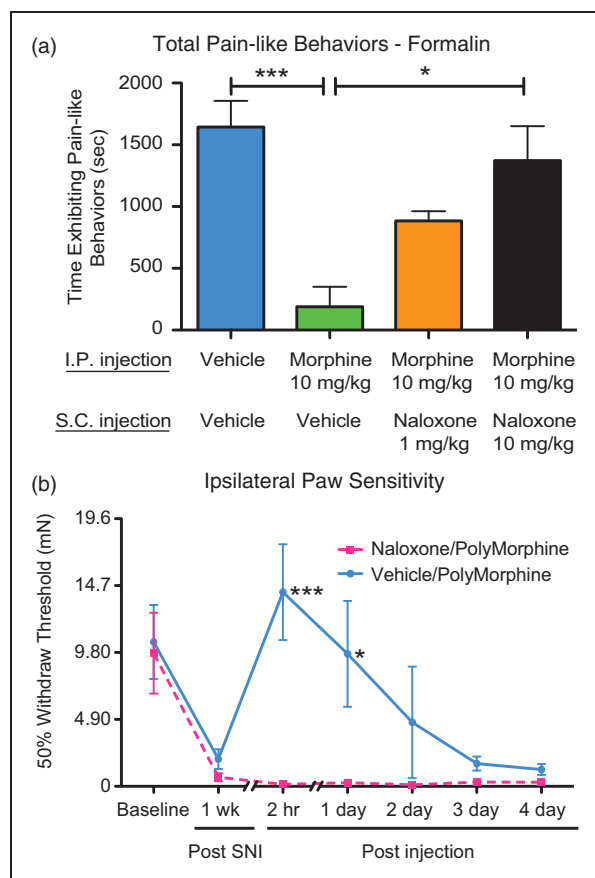 (a)
Total Pain-like Behaviors - Formalin
*** *
Time Exhibiting Pain-like
Behaviors (sec)
2000
1500
1000
500
0
I.P. injection Vehicle Morphine Morphine Morphine
10 mg/kg 10 mg/kg 10 mg/kg
S.C. injection Vehicle Vehicle Naloxone Naloxone
1 mg/kg 10 mg/kg
(b)
Ipsilateral Paw Sensitivity
50% Withdraw Threshold (mN)
19.6
14.7
9.80
4.90
0
Naloxone/PolyMorphine
Vehicle/PolyMorphine
***
*
Baseline 1 wk 2 hr 1 day 2 day 3 day 4 day
Post SNI Post injection